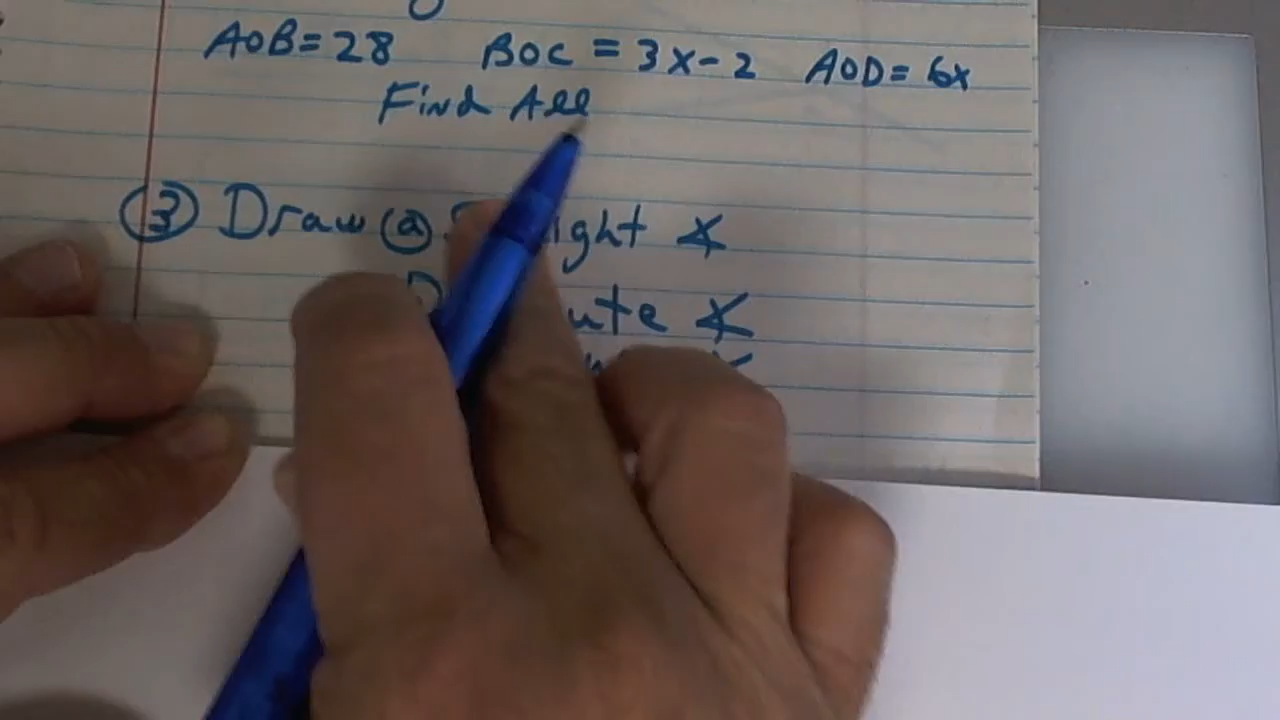 AOB=28 BOC = 3x-2 AOD= 6x
Find All
③ Draw ⓐ ight ∡
ute ∡